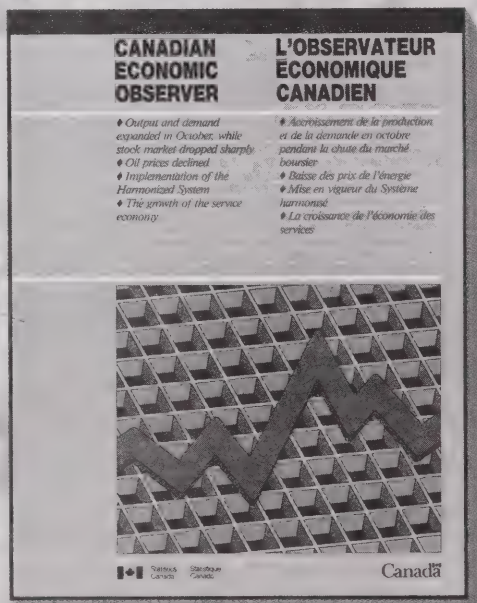 CANADIAN
ECONOMIC
OBSERVER
♦ Output and demand
expanded in October, while
stock market dropped sharply
♦ Oil prices declined
♦ Implementation of the
Harmonized System
♦ The growth of the service
economy
L'OBSERVATEUR
ÉCONOMIQUE
CANADIEN
♦ Accroissement de la production
et de la demande en octobre
pendant la chute du marché
boursier
♦ Baisse des prix de l'énergie
♦ Mise en vigueur du Système
harmonisé
♦ La croissance de l'économie des
services
Statistics
Canada
Statistique
Canada
Canada